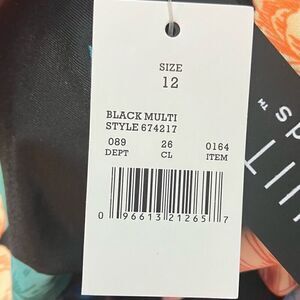 SIZE
12
BLACK MULTI
STYLE 674217
089 26 0164
DEPT CL ITEM
0 96613 21265 7